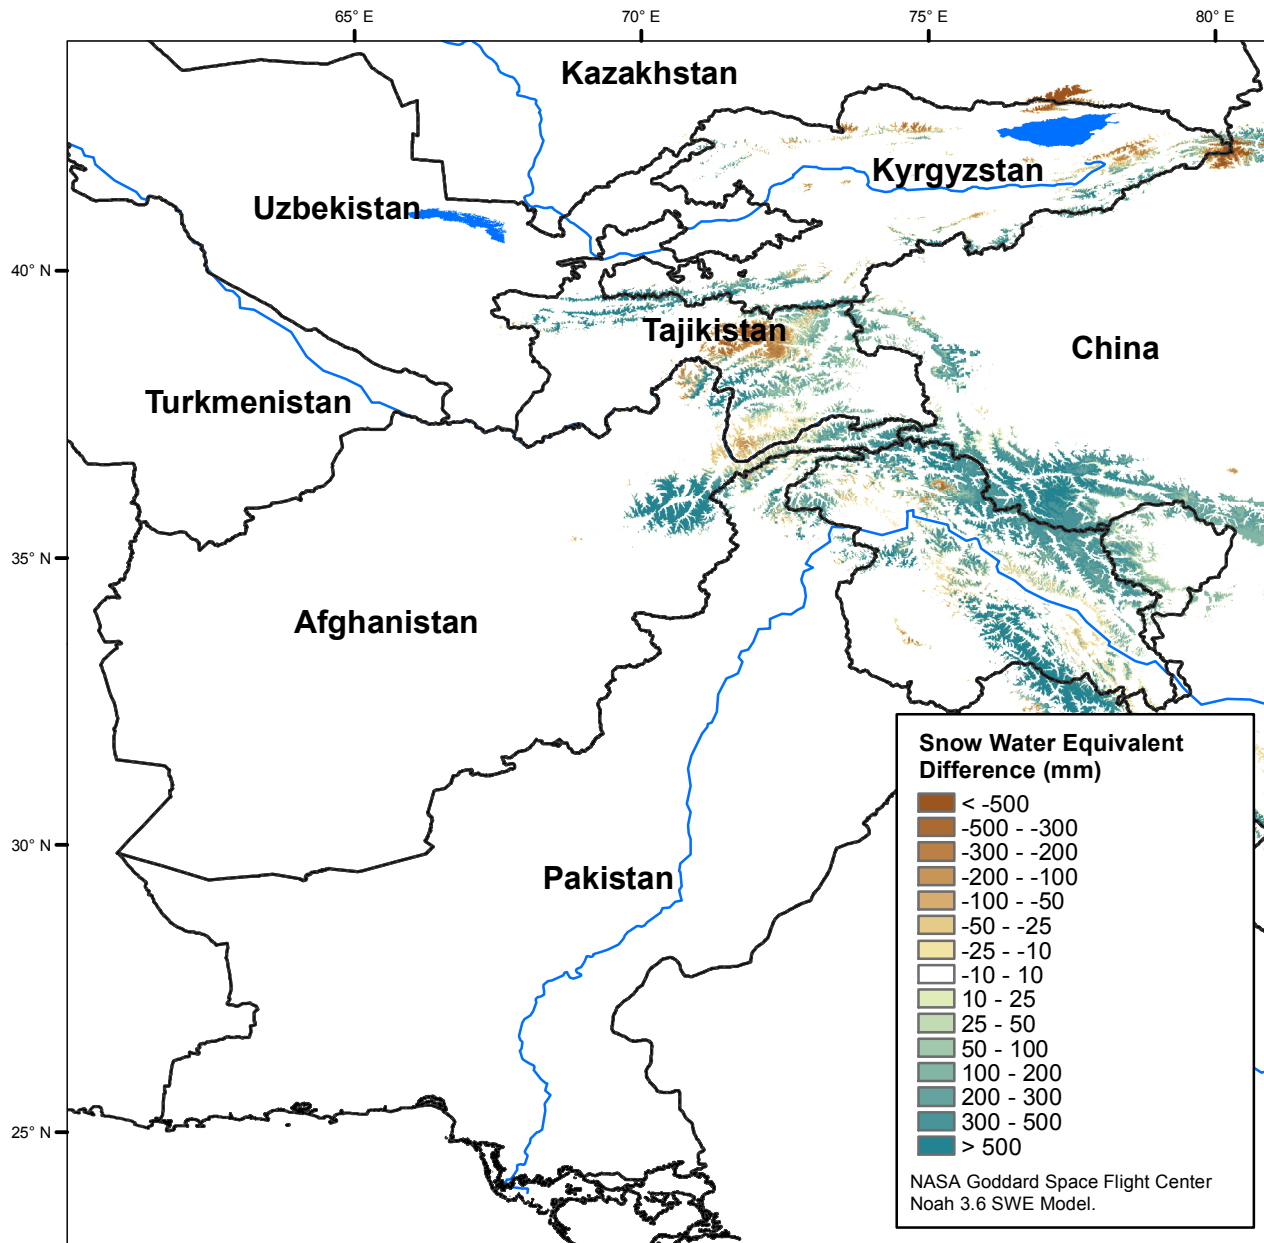 65° E
70° E
75° E
80° E
Kazakhstan
Kyrgyzstan
Uzbekistan
40° N
Tajikistan
China
Turkmenistan
35° N
Afghanistan
30° N
Pakistan
25° N
Snow Water Equivalent
Difference (mm)
< -500
-500 - -300
-300 - -200
-200 - -100
-100 - -50
-50 - -25
-25 - -10
-10 - 10
10 - 25
25 - 50
50 - 100
100 - 200
200 - 300
300 - 500
> 500
NASA Goddard Space Flight Center
Noah 3.6 SWE Model.